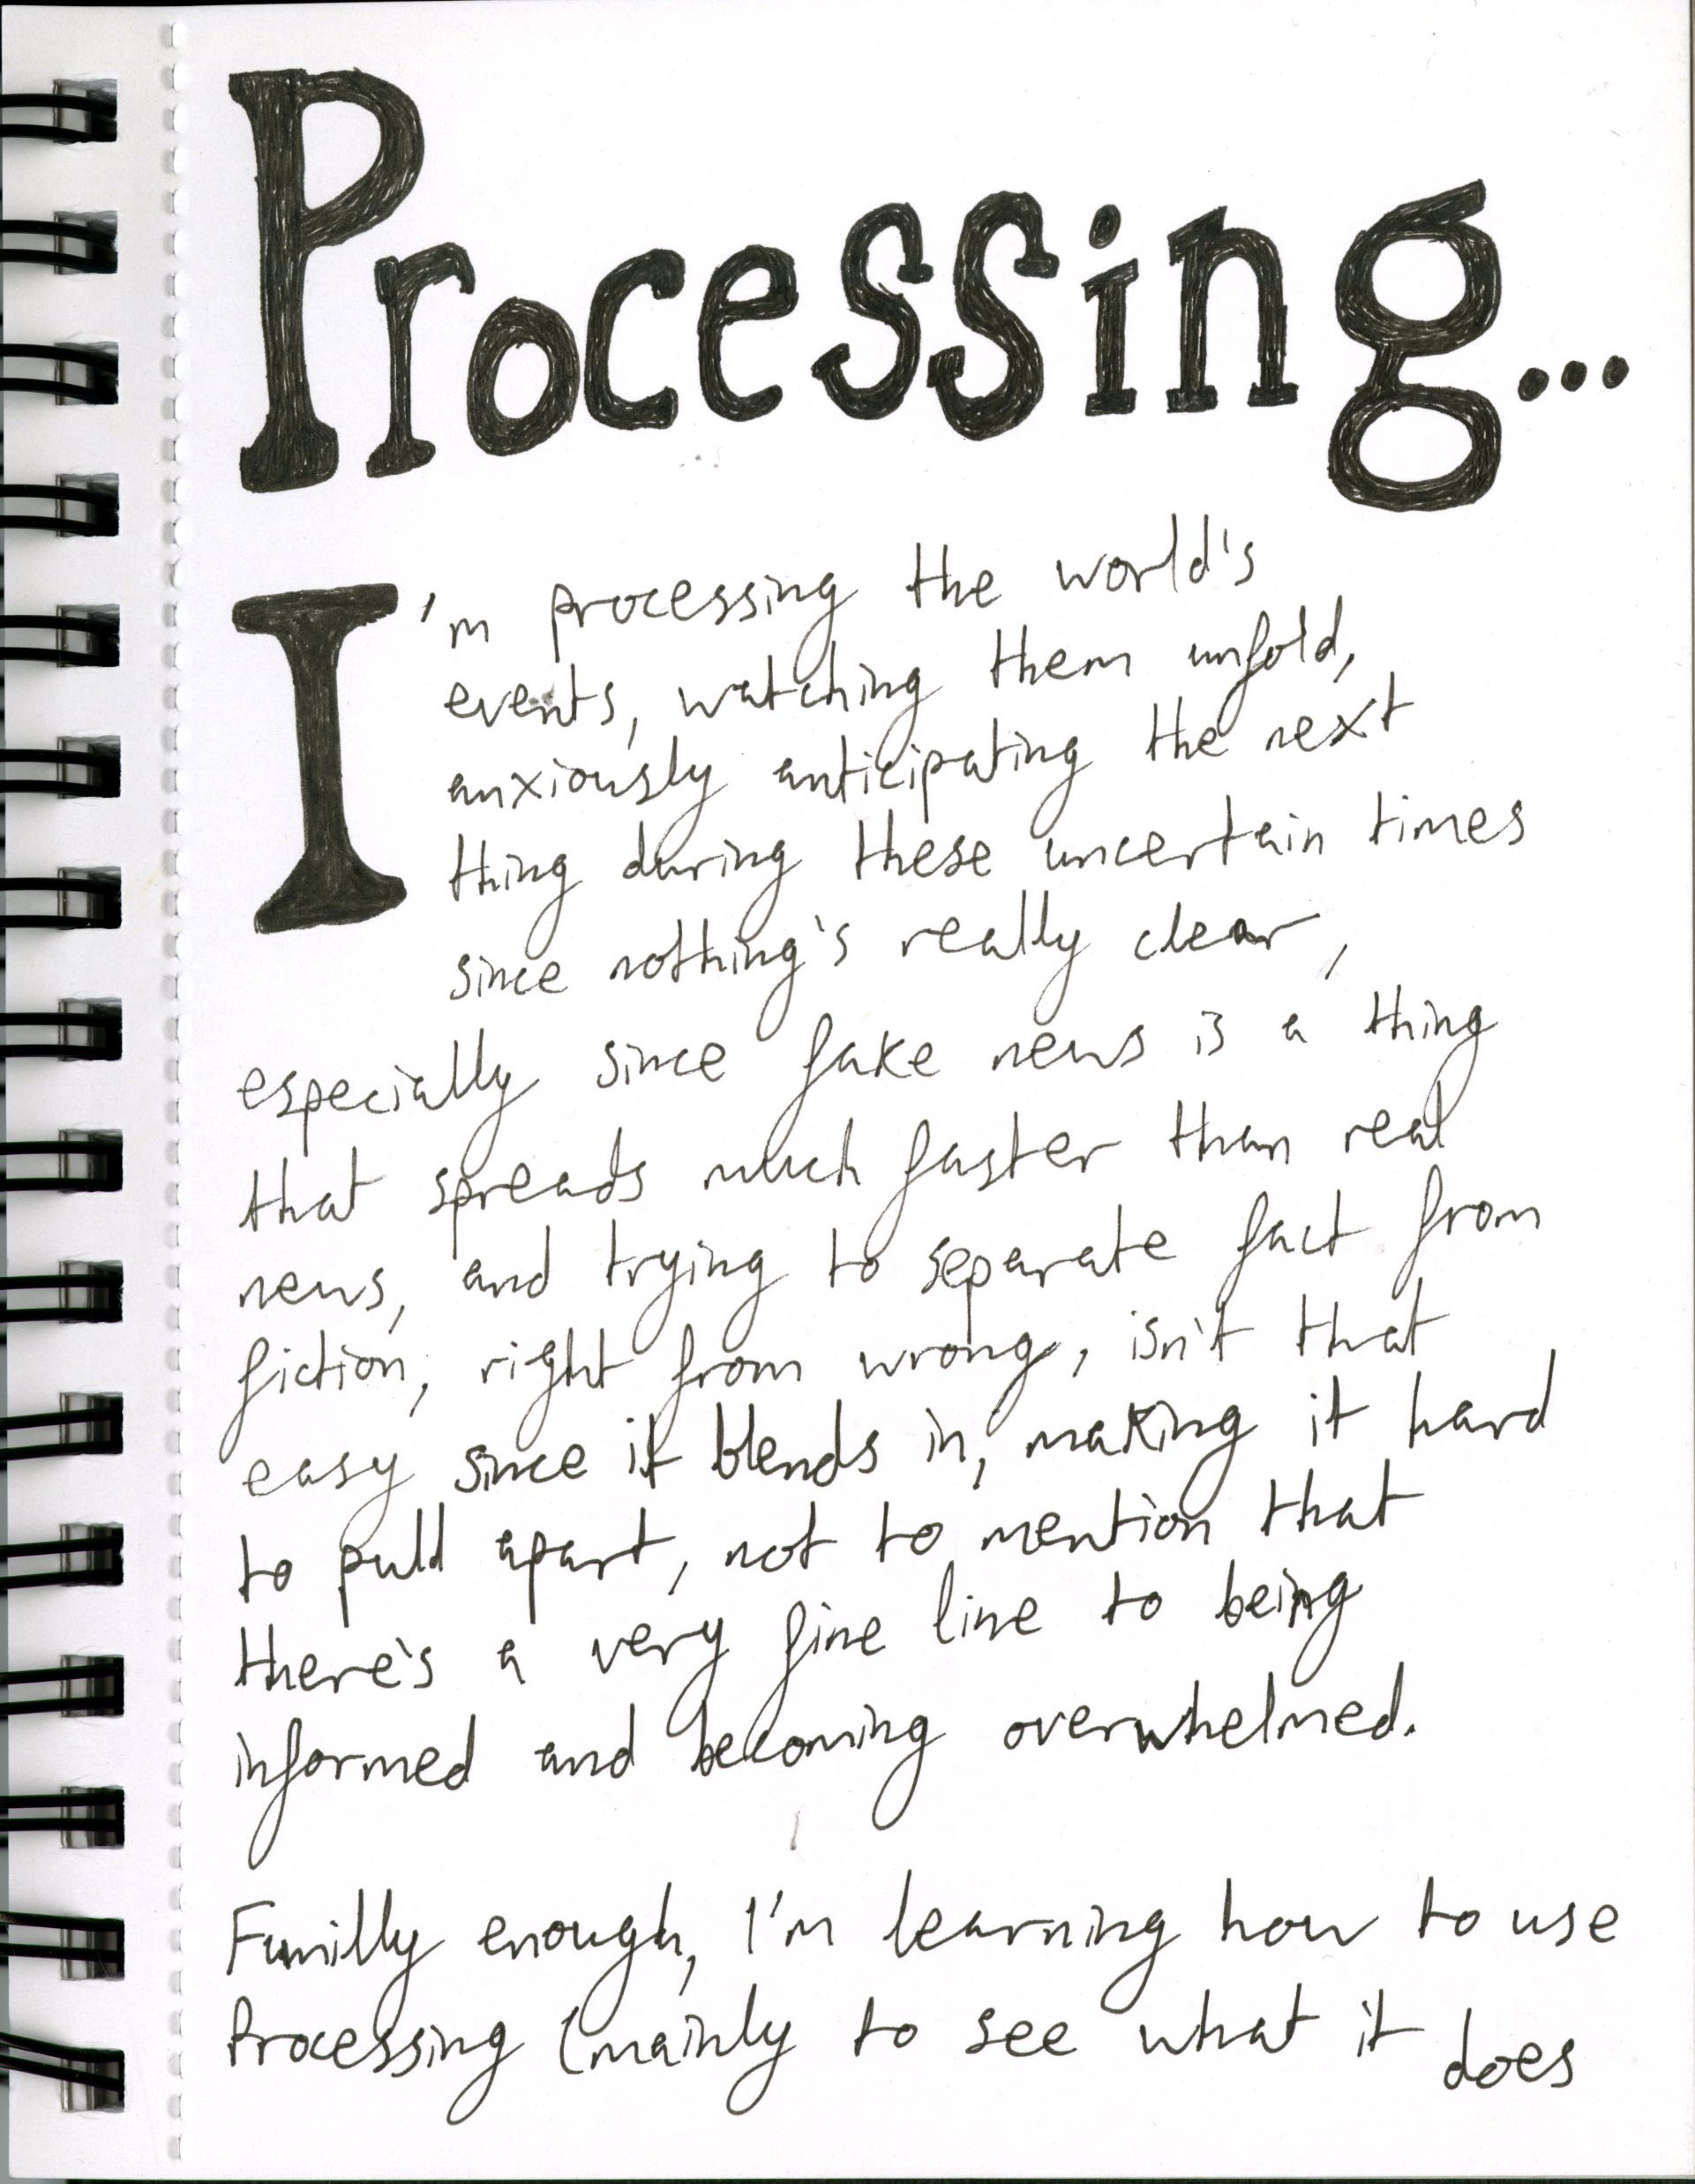 Processing...
I'm processing the world's
events, watching them unfold,
anxiously anticipating the next
thing during these uncertain times
since nothing's really clear,
especially since fake news is a thing
that spreads much faster than real
news, and trying to separate fact from
fiction, right from wrong, isn't that
easy since it blends in, making it hard
to pull apart, not to mention that
there's a very fine line to being
informed and becoming overwhelmed.
Funnilly enough, I'm learning how to use
Processing (mainly to see what it does